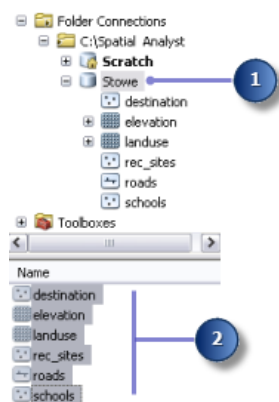 Folder Connections
C:\Spatial Analyst
Scratch
Stowe
1
destination
elevation
landuse
rec_sites
roads
schools
Toolboxes
Name
destination
elevation
landuse
rec_sites
roads
schools
2